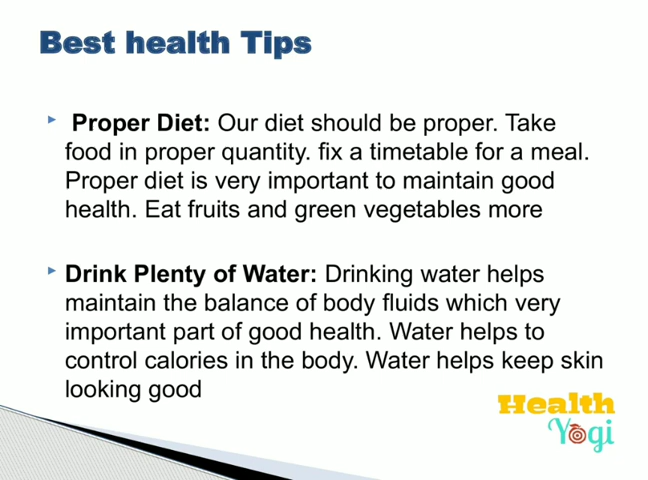 Best health Tips
Proper Diet: Our diet should be proper. Take
food in proper quantity. fix a timetable for a meal.
Proper diet is very important to maintain good
health. Eat fruits and green vegetables more
Drink Plenty of Water: Drinking water helps
maintain the balance of body fluids which very
important part of good health. Water helps to
control calories in the body. Water helps keep skin
looking good
Health
Yogi